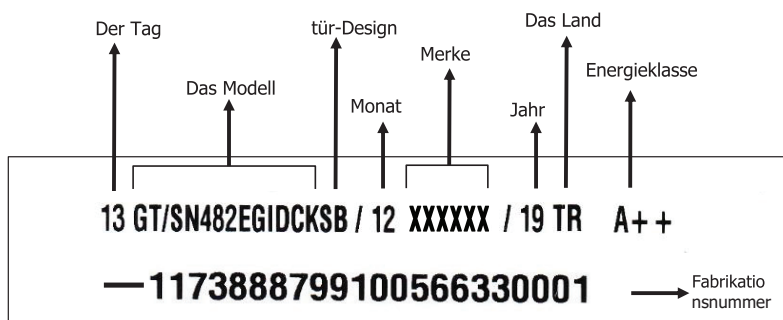 Der Tag
tür-Design
Das Land
Merke
Energieklasse
Das Modell
Monat
Jahr
13 GT/SN482EGIDCKSB / 12 XXXXXX / 19 TR A++
—1173888799100566330001
Fabrikatio
nsnummer